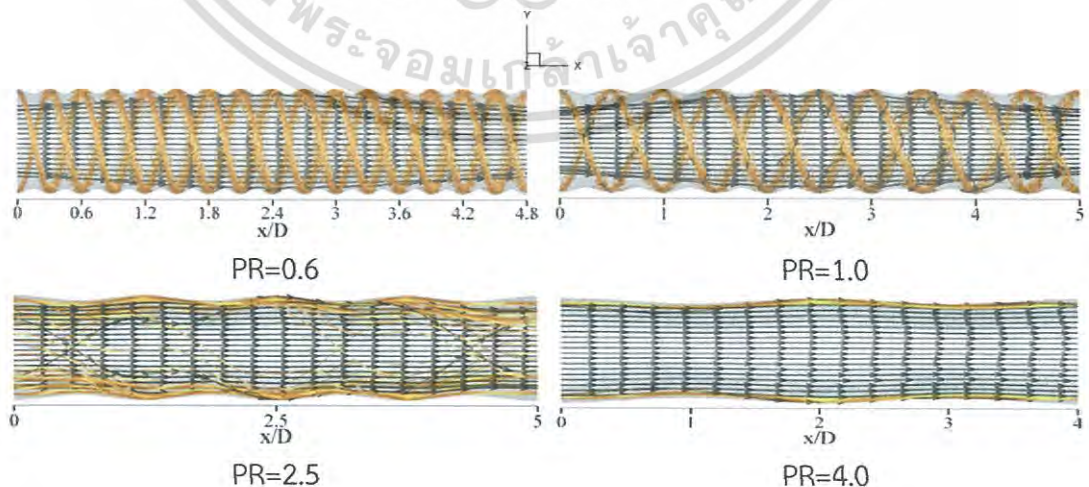 พระจอมเกล้าเจ้าคุณ
Y
Z X
0 0.6 1.2 1.8 2.4 3 3.6 4.2 4.8
x/D
PR=0.6
0 1 2 3 4 5
x/D
PR=1.0
0 2.5 5
x/D
PR=2.5
0 1 2 3 4
x/D
PR=4.0